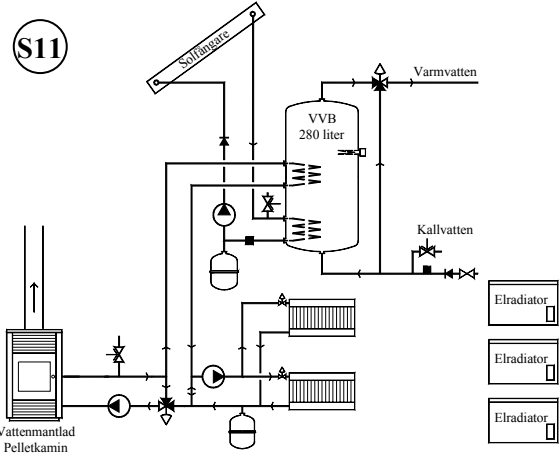 S11
Solfångare
Varmvatten
VVB
280 liter
Kallvatten
Elradiator
Elradiator
Elradiator
Vattenmantlad
Pelletkamin